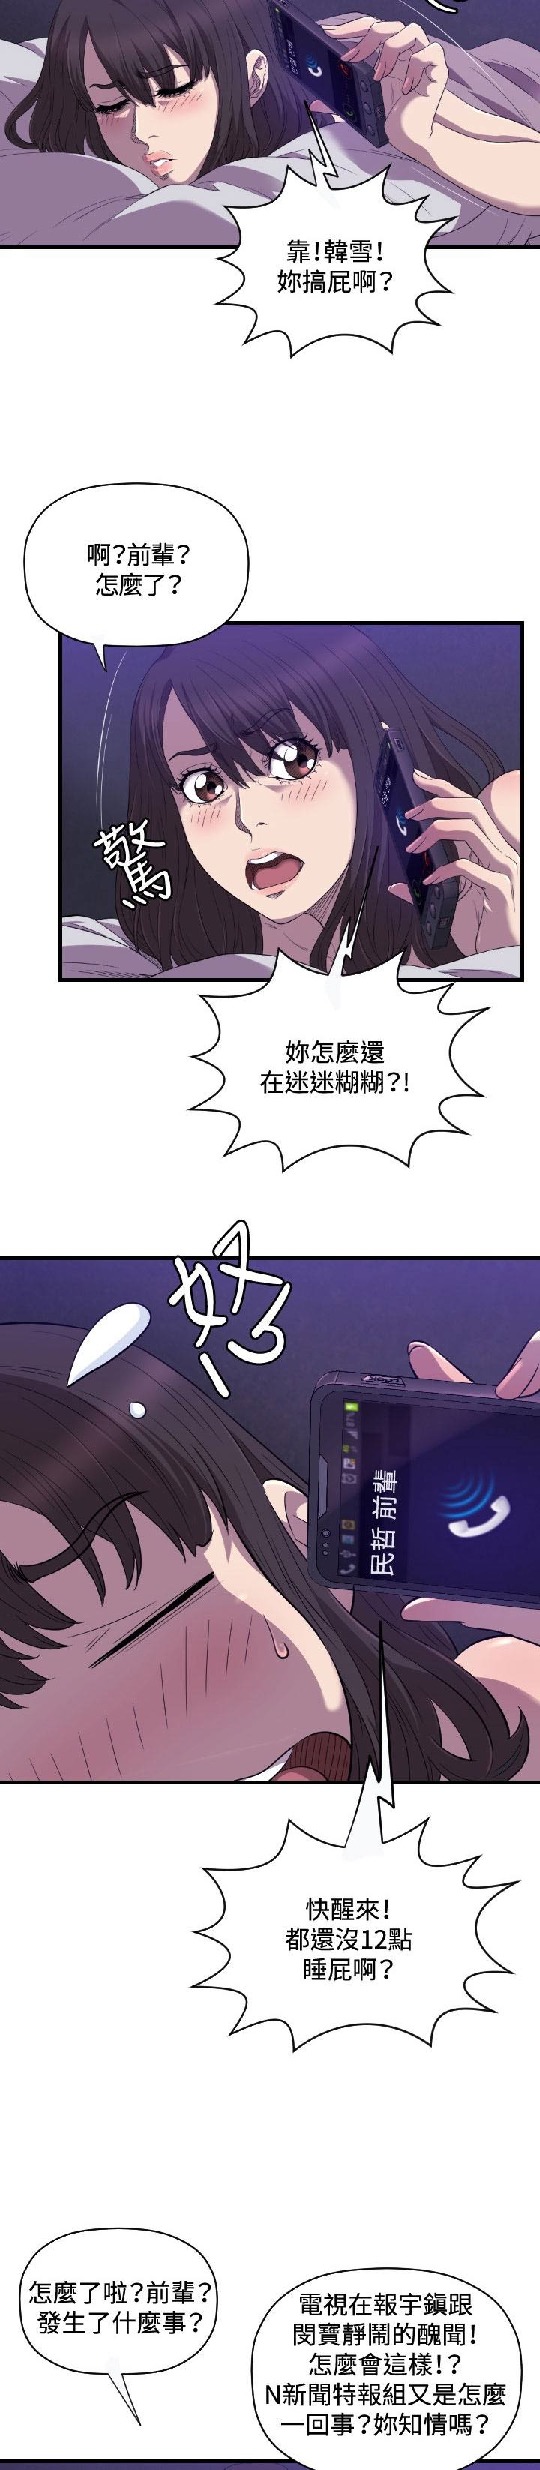 靠！韓雪！
妳搞屁啊？
啊？前輩？
怎麼了？
驚
妳怎麼還
在迷迷糊糊？！
怒
民哲 前輩
快醒來！
都還沒12點
睡屁啊？
怎麼了啦？前輩？
發生了什麼事？
電視在報宇鎭跟
閔寶靜鬧的醜聞！
怎麼會這樣！？
N新聞特報組又是怎麼
一回事？妳知情嗎？